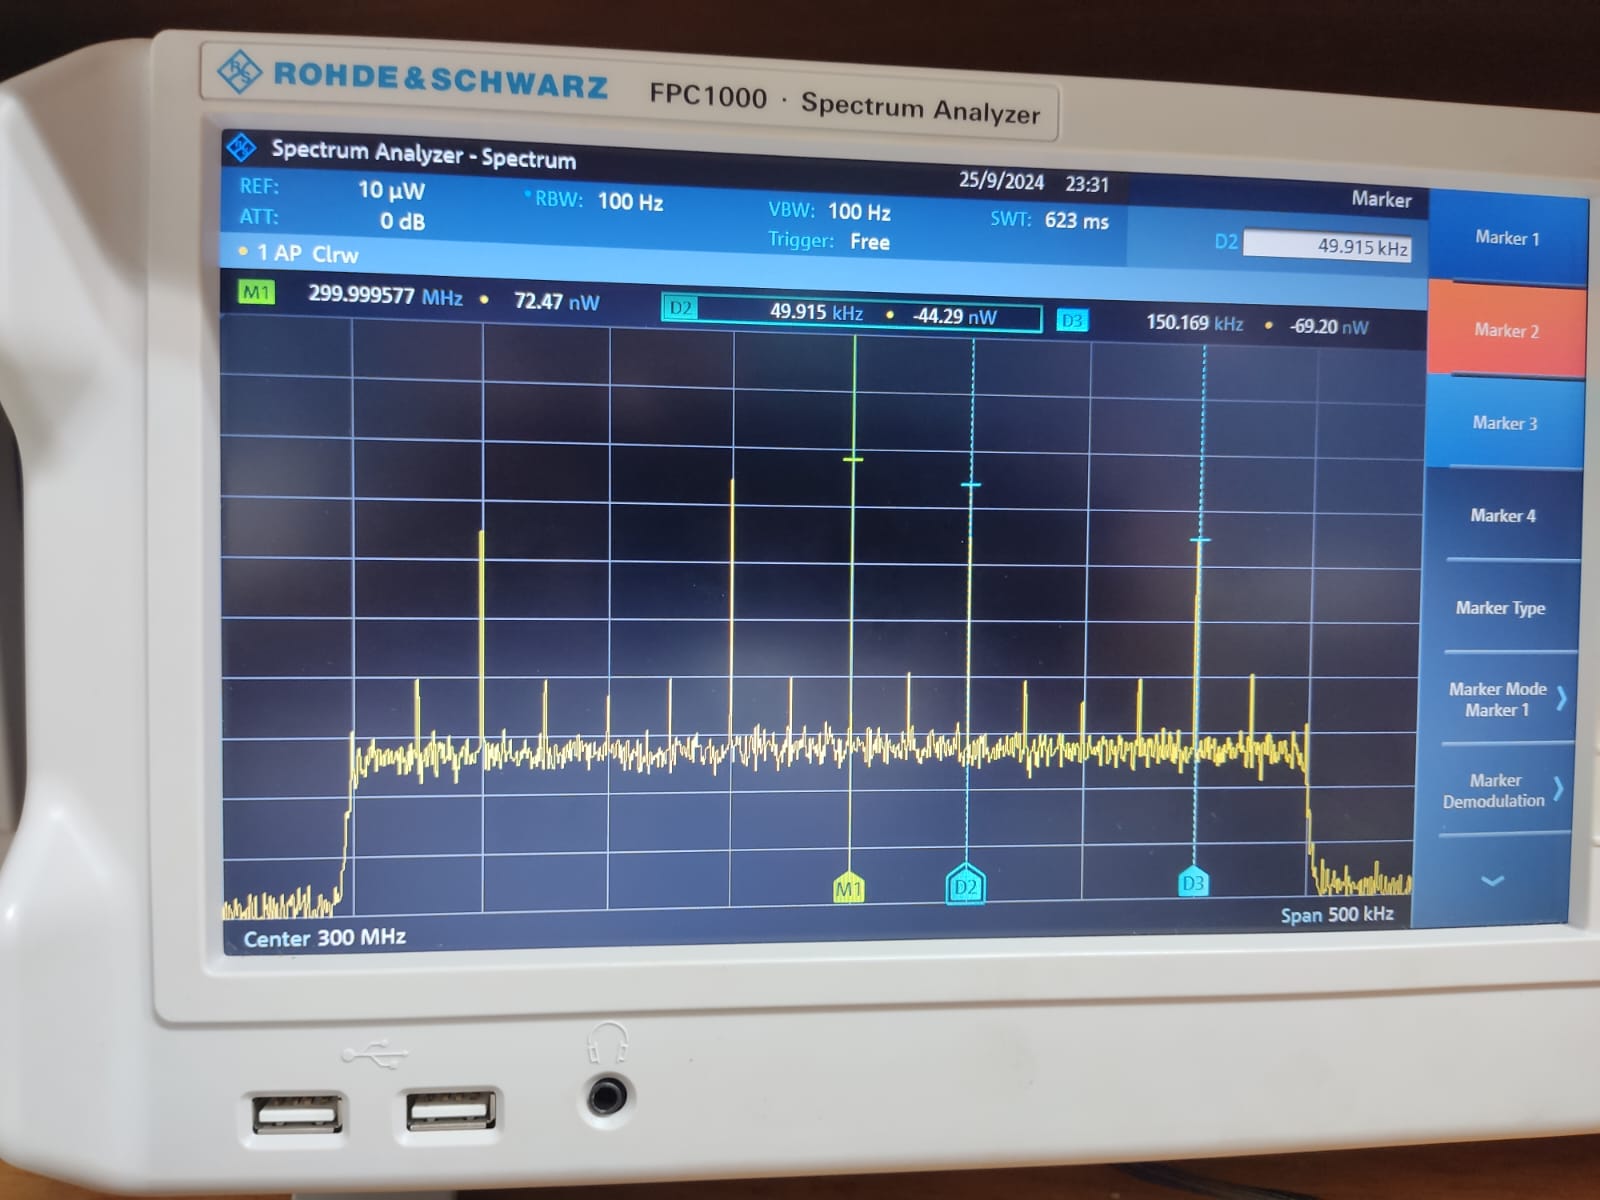 ROHDE & SCHWARZ FPC1000 · Spectrum Analyzer
Spectrum Analyzer - Spectrum
25/9/2024 23:31
Marker
REF: 10 µW
RBW: 100 Hz
VBW: 100 Hz
SWT: 623 ms
ATT: 0 dB
Trigger: Free
D2 49.915 kHz
1 AP Clrw
M1 299.999577 MHz • 72.47 nW
D2 49.915 kHz • -44.29 nW
D3 150.169 kHz • -69.20 nW
M1
D2
D3
Center 300 MHz
Span 500 kHz
Marker 1
Marker 2
Marker 3
Marker 4
Marker Type
Marker Mode
Marker 1
Marker
Demodulation